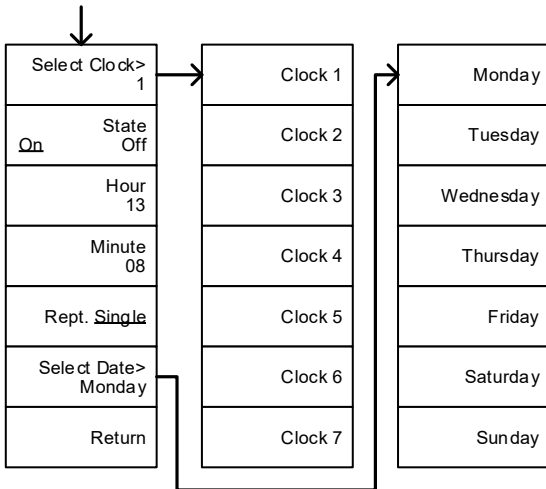 Select Clock>
1
State
On Off
Hour
13
Minute
08
Rept. Single
Select Date>
Monday
Return
Clock 1
Clock 2
Clock 3
Clock 4
Clock 5
Clock 6
Clock 7
Monday
Tuesday
Wednesday
Thursday
Friday
Saturday
Sunday